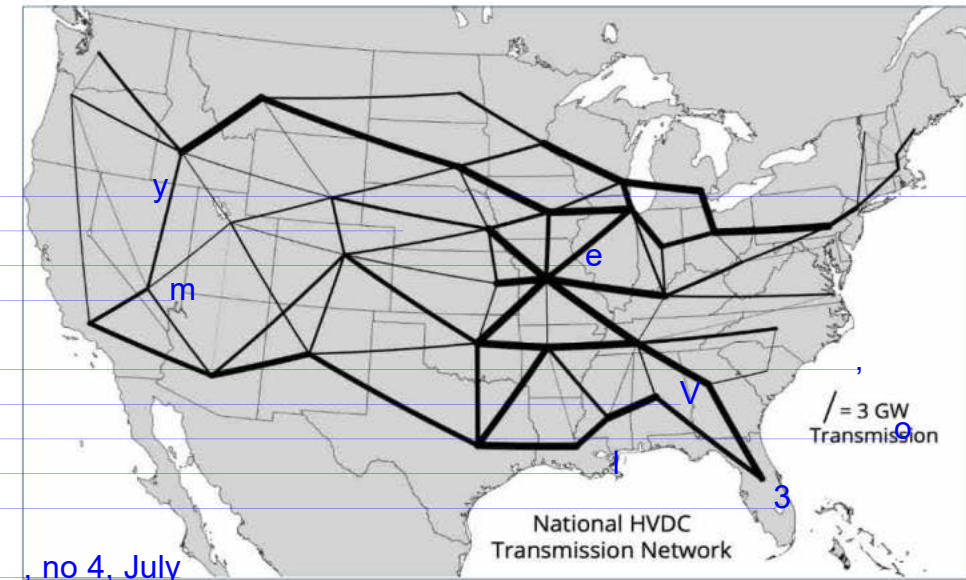 y
e
m
,
V
/ = 3 GW
Transmission
o
l
3
National HVDC
Transmission Network
, no 4, July